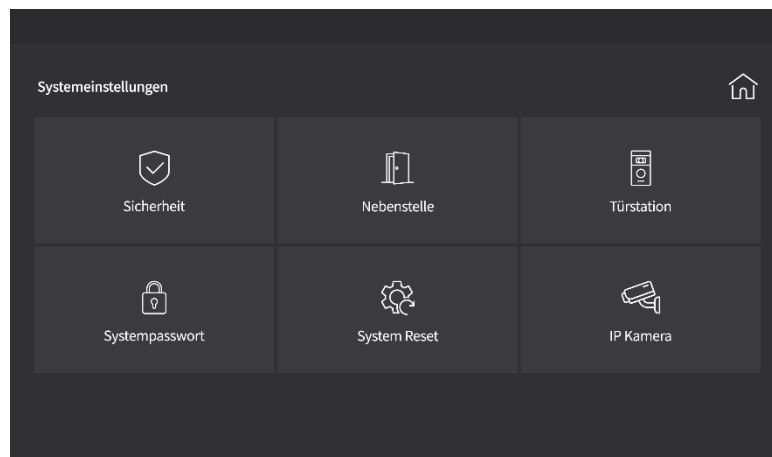 Systemeinstellungen
Sicherheit
Nebenstelle
Türstation
Systempasswort
System Reset
IP Kamera